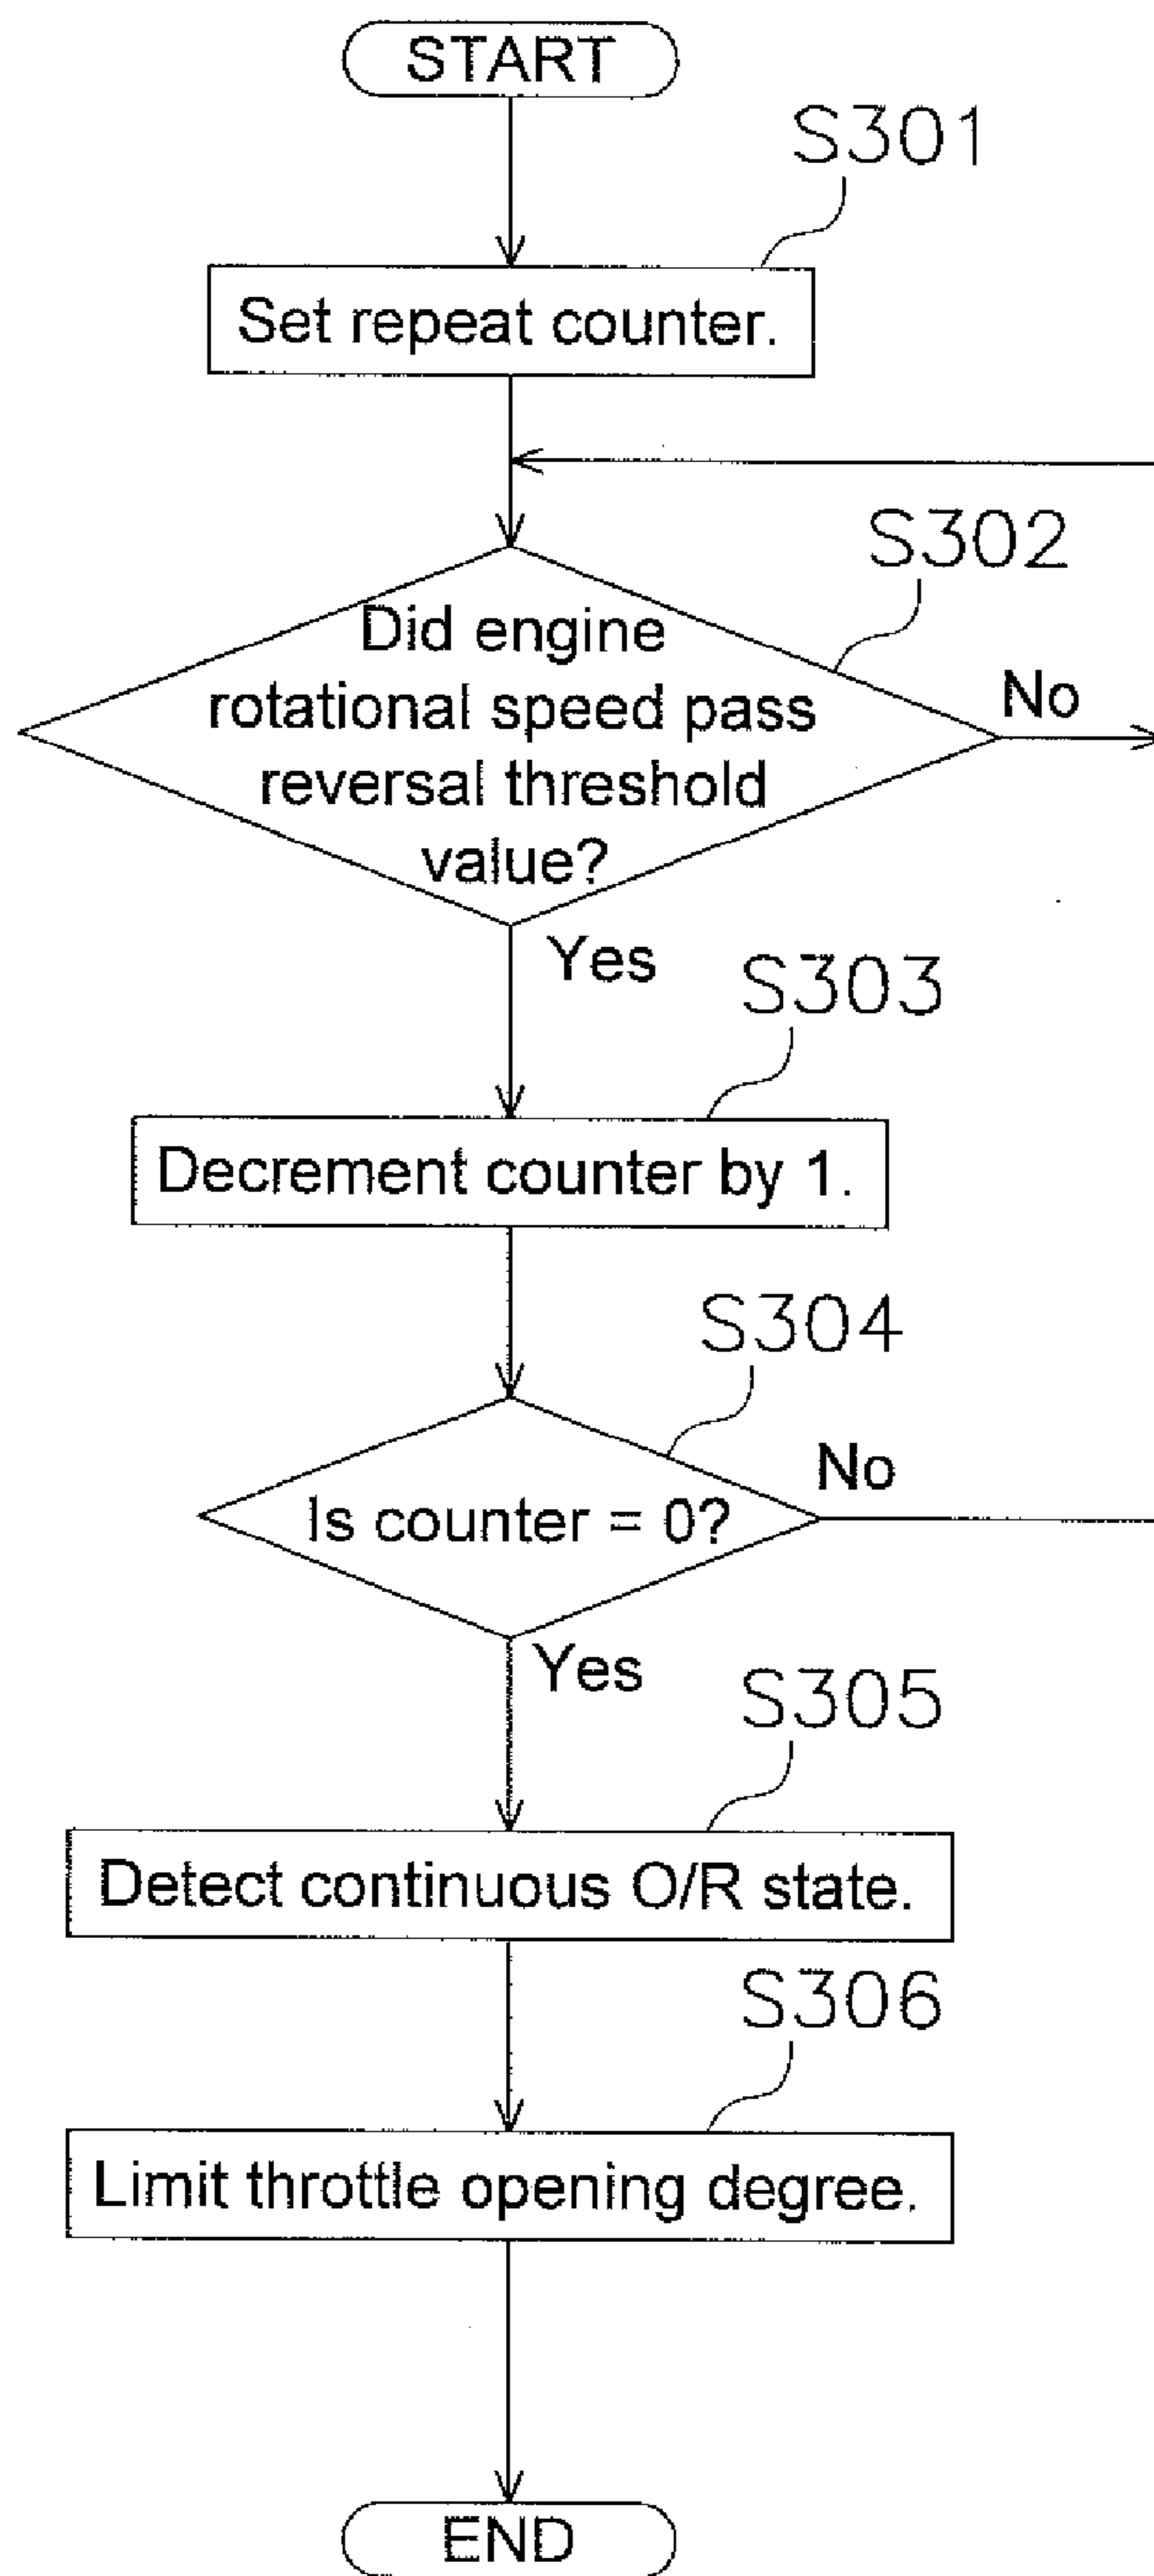 START
S301
Set repeat counter.
S302
Did engine
rotational speed pass
reversal threshold
value?
No
Yes
S303
Decrement counter by 1.
S304
Is counter = 0?
No
Yes
S305
Detect continuous O/R state.
S306
Limit throttle opening degree.
END